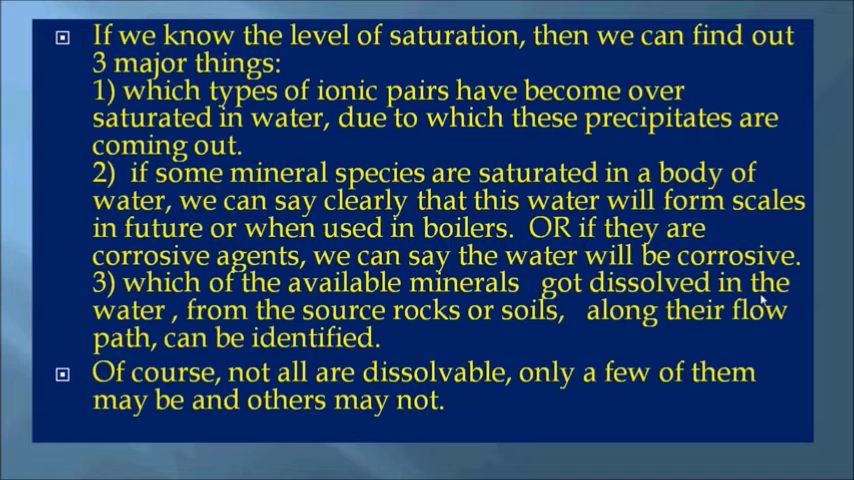 If we know the level of saturation, then we can find out
3 major things:
1) which types of ionic pairs have become over
saturated in water, due to which these precipitates are
coming out.
2) if some mineral species are saturated in a body of
water, we can say clearly that this water will form scales
in future or when used in boilers. OR if they are
corrosive agents, we can say the water will be corrosive.
3) which of the available minerals got dissolved in the
water , from the source rocks or soils, along their flow
path, can be identified.
Of course, not all are dissolvable, only a few of them
may be and others may not.